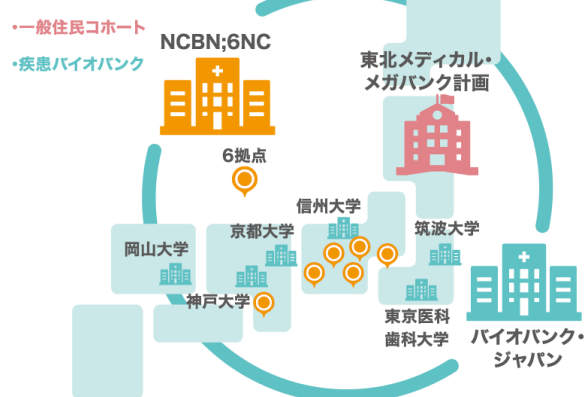 ・一般住民コホート
・疾患バイオバンク
NCBN;6NC
東北メディカル・
メガバンク計画
6拠点
信州大学
京都大学
筑波大学
岡山大学
神戸大学
東京医科
歯科大学
バイオバンク・
ジャパン